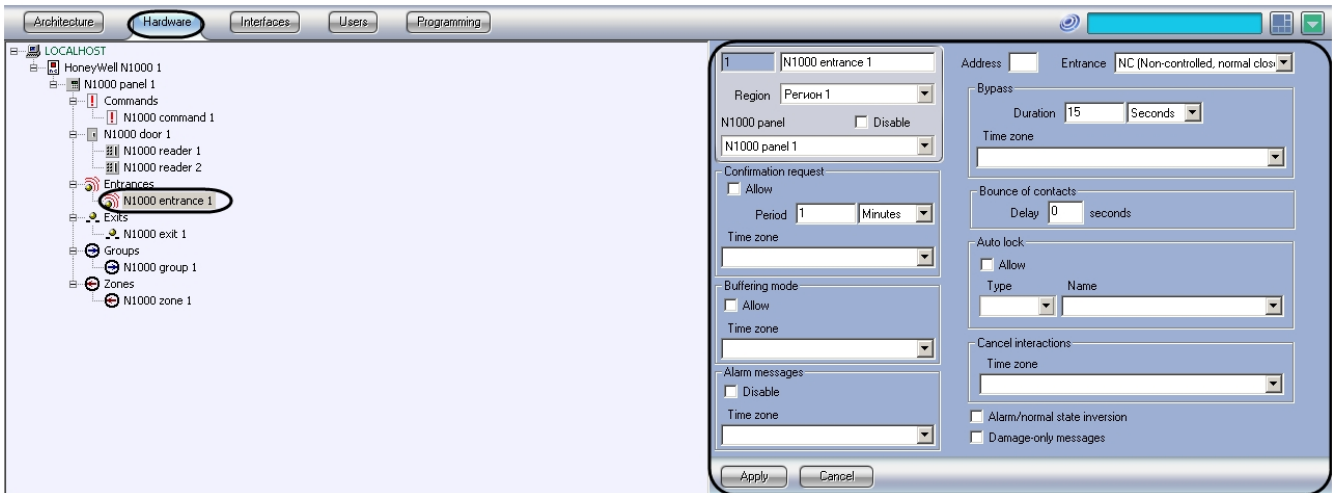 Architecture Hardware Interfaces Users Programming
LOCALHOST
HoneyWell N1000 1
N1000 panel 1
Commands
N1000 command 1
N1000 door 1
N1000 reader 1
N1000 reader 2
Entrances
N1000 entrance 1
Exits
N1000 exit 1
Groups
N1000 group 1
Zones
N1000 zone 1
1 N1000 entrance 1
Region Регион 1
N1000 panel Disable
N1000 panel 1
Confirmation request
Allow
Period 1 Minutes
Time zone
Buffering mode
Allow
Time zone
Alarm messages
Disable
Time zone
Address Entrance NC (Non-controlled, normal closi
Bypass
Duration 15 Seconds
Time zone
Bounce of contacts
Delay 0 seconds
Auto lock
Allow
Type Name
Cancel interactions
Time zone
Alarm/normal state inversion
Damage-only messages
Apply Cancel